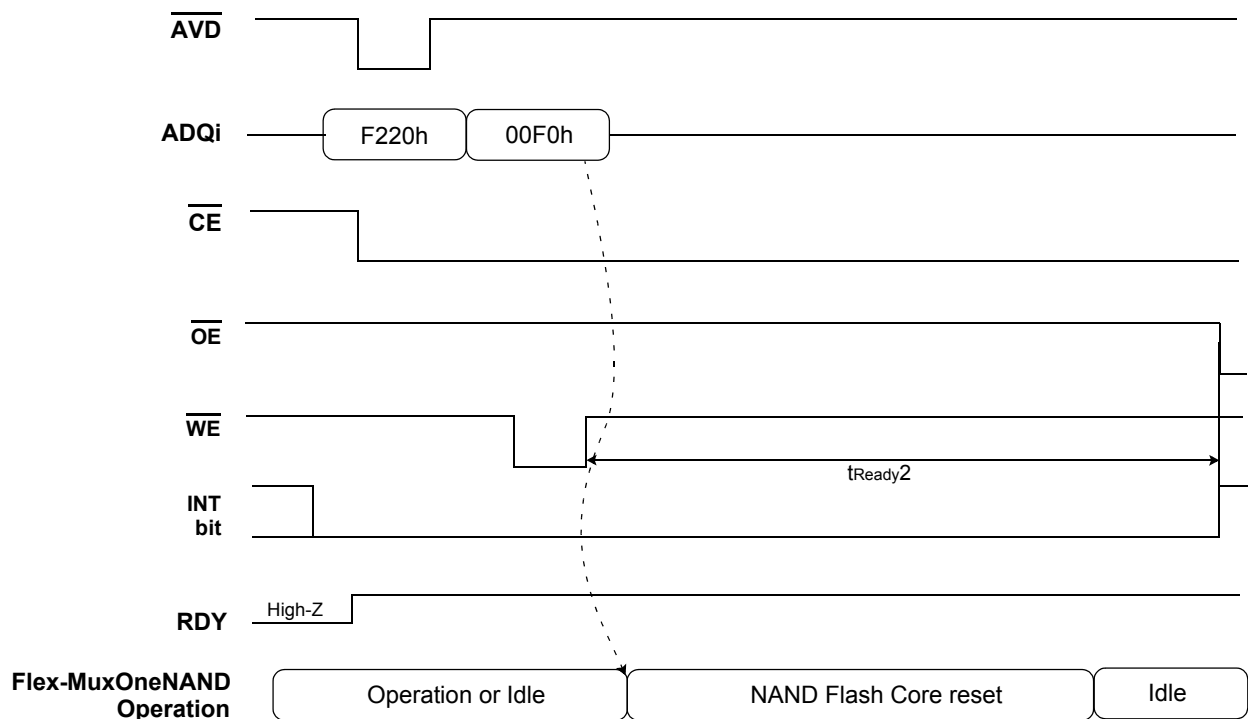 AVD
ADQi
F220h
00F0h
CE
OE
WE
tReady2
INT
bit
High-Z
RDY
Flex-MuxOneNAND
Operation
Operation or Idle
NAND Flash Core reset
Idle